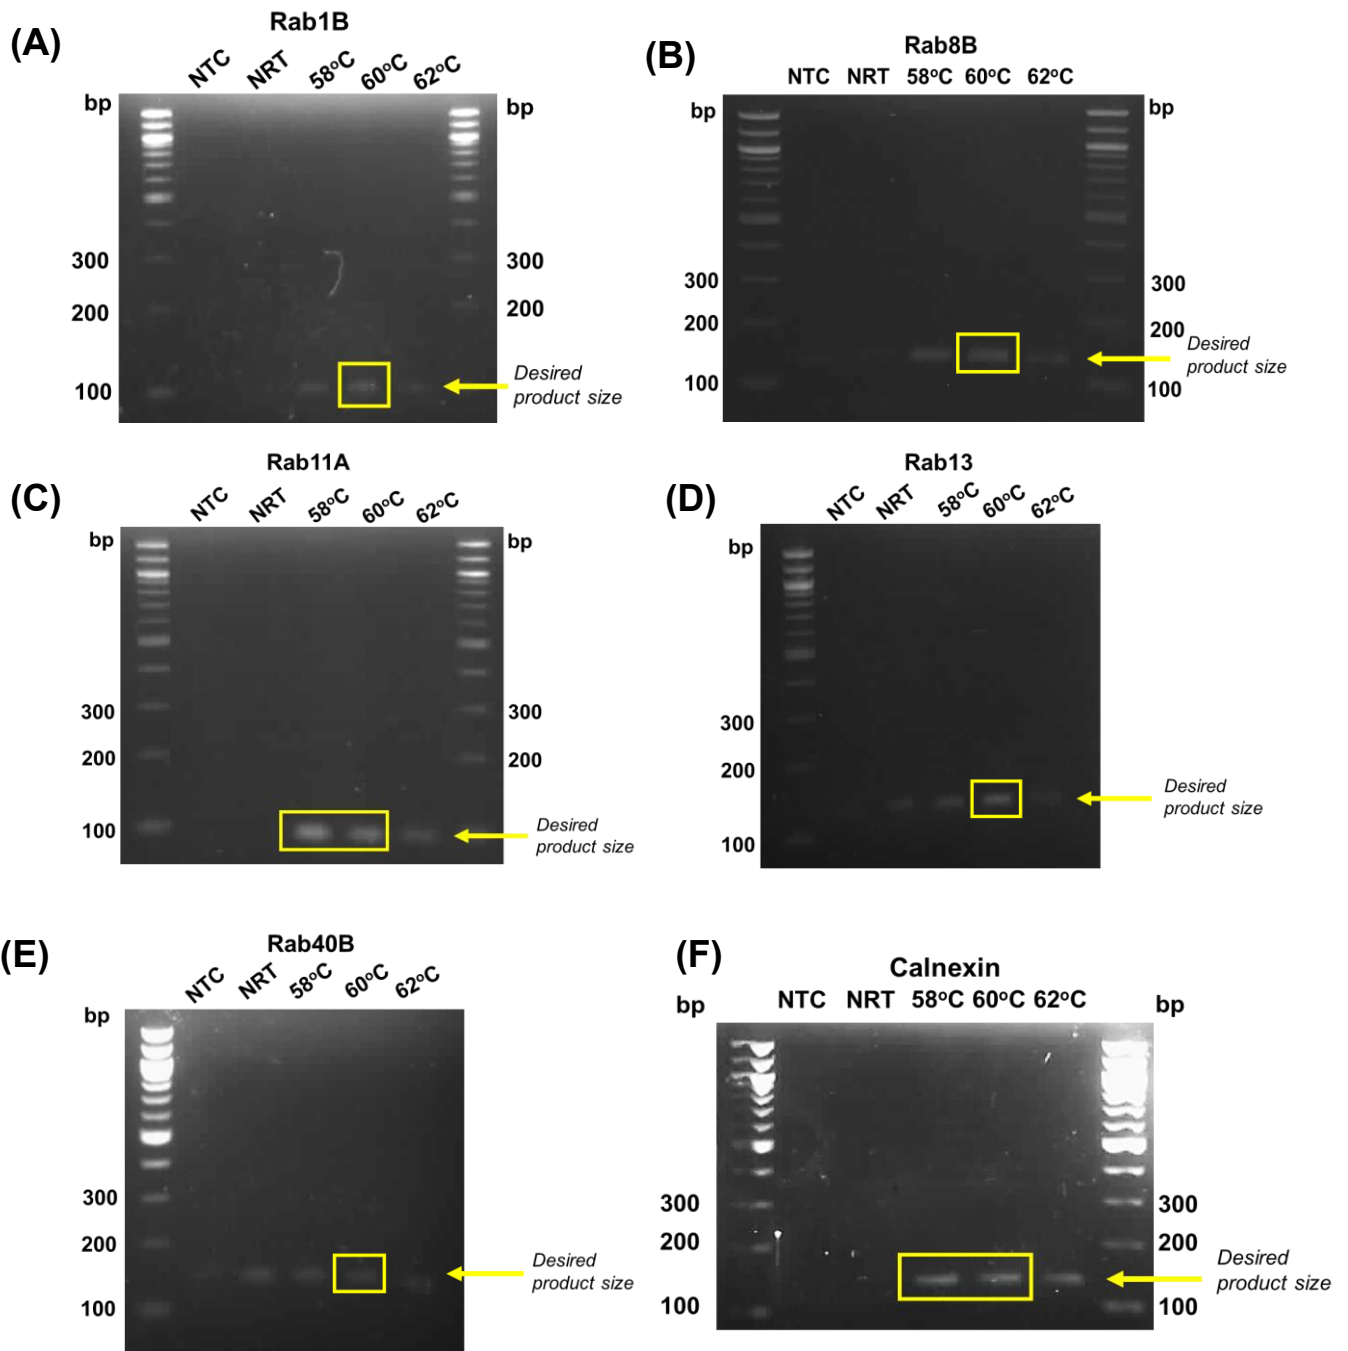 (A)
Rab1B
NTC NRT 58°C 60°C 62°C
bp
bp
300
300
200
200
100
Desired
product size
(B)
Rab8B
NTC NRT 58°C 60°C 62°C
bp
bp
300
300
200
200
100
100
Desired
product size
(C)
Rab11A
NTC NRT 58°C 60°C 62°C
bp
bp
300
300
200
200
100
Desired
product size
(D)
Rab13
NTC NRT 58°C 60°C 62°C
bp
300
200
100
Desired
product size
(E)
Rab40B
NTC NRT 58°C 60°C 62°C
bp
300
200
100
Desired
product size
(F)
Calnexin
NTC NRT 58°C 60°C 62°C
bp
bp
300
300
200
200
100
100
Desired
product size